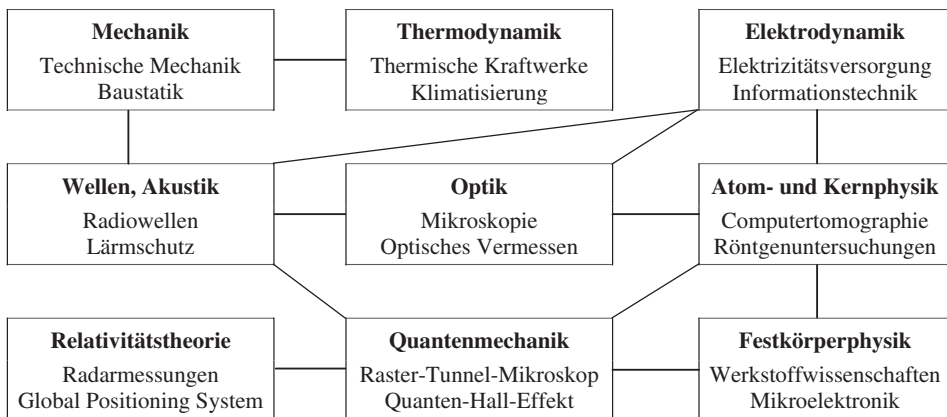 Mechanik
Technische Mechanik
Baustatik
Thermodynamik
Thermische Kraftwerke
Klimatisierung
Elektrodynamik
Elektrizitätsversorgung
Informationstechnik
Wellen, Akustik
Radiowellen
Lärmschutz
Optik
Mikroskopie
Optisches Vermessen
Atom- und Kernphysik
Computertomographie
Röntgenuntersuchungen
Relativitätstheorie
Radarmessungen
Global Positioning System
Quantenmechanik
Raster-Tunnel-Mikroskop
Quanten-Hall-Effekt
Festkörperphysik
Werkstoffwissenschaften
Mikroelektronik